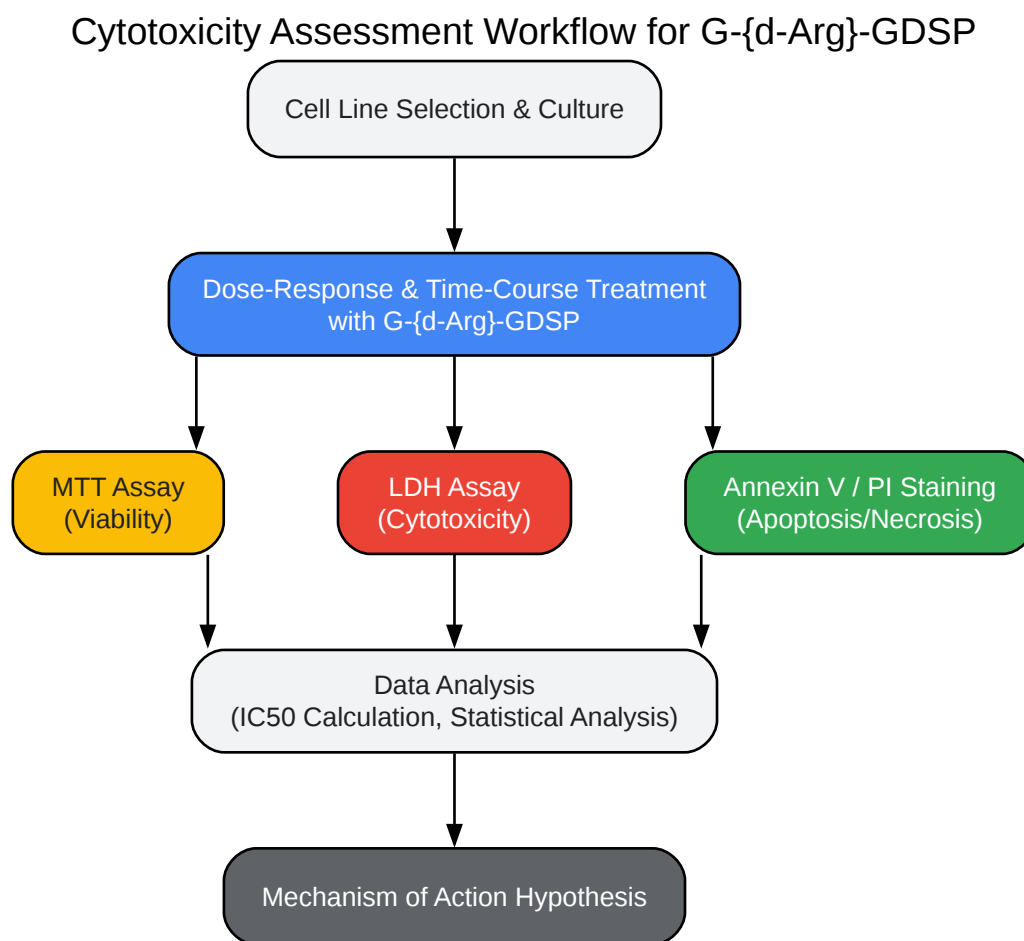 Cytotoxicity Assessment Workflow for G-{d-Arg}-GDSP
Cell Line Selection & Culture
Dose-Response & Time-Course Treatment
with G-{d-Arg}-GDSP
MTT Assay
(Viability)
LDH Assay
(Cytotoxicity)
Annexin V / PI Staining
(Apoptosis/Necrosis)
Data Analysis
(IC50 Calculation, Statistical Analysis)
Mechanism of Action Hypothesis